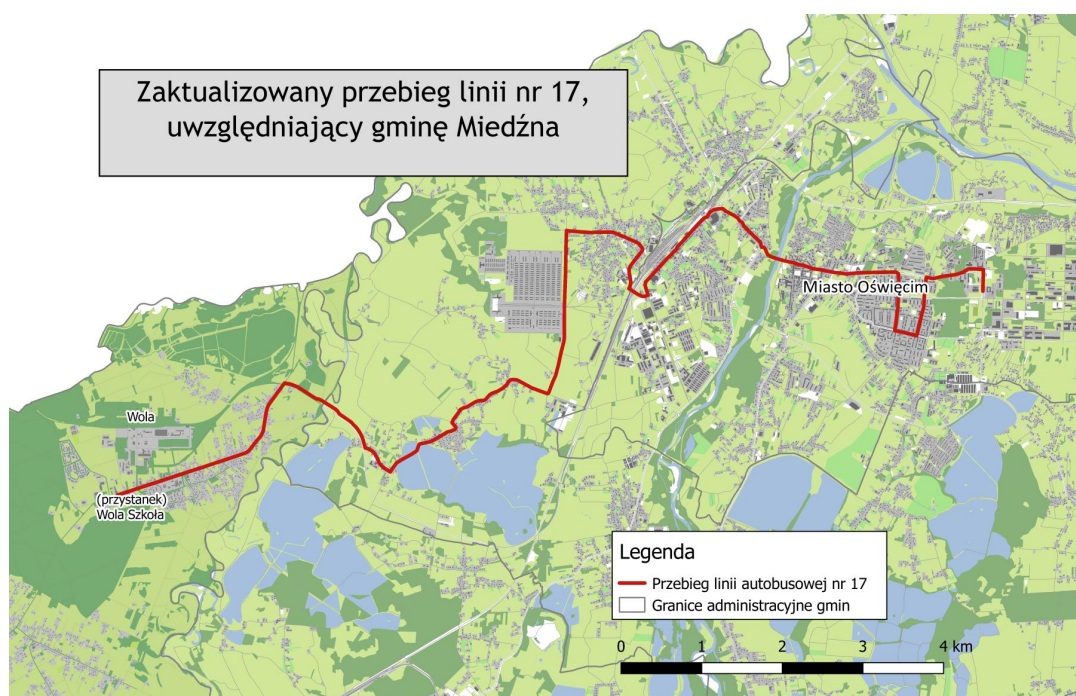 Zaktualizowany przebieg linii nr 17,
uwzględniający gminę Miedźna
Miasto Oświęcim
Wola
(przystanek)
Wola Szkoła
Legenda
Przebieg linii autobusowej nr 17
Granice administracyjne gmin
0 1 2 3 4 km